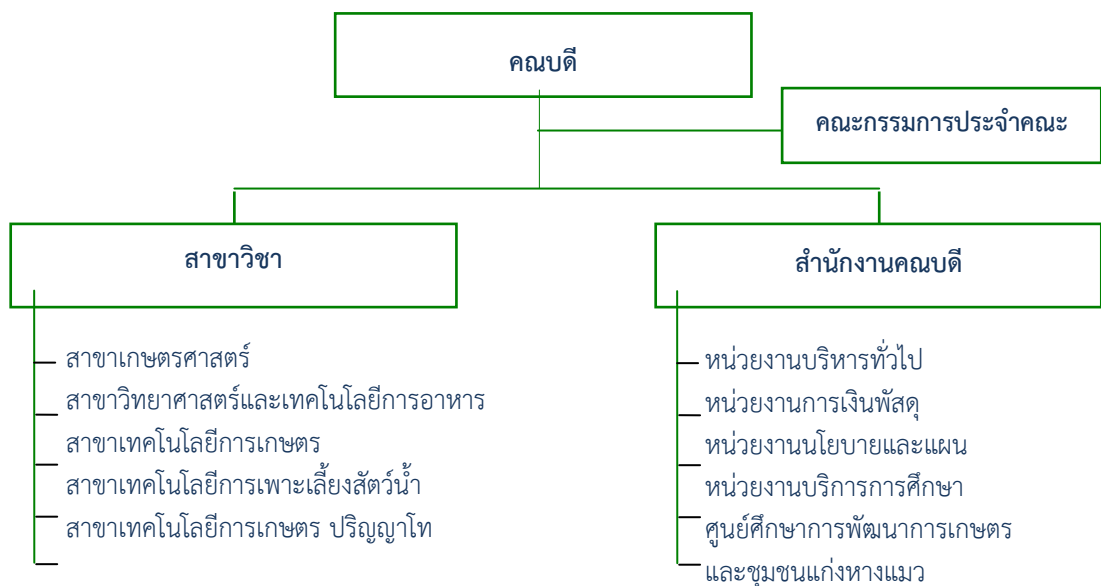 คณบดี
คณะกรรมการประจำคณะ
สาขาวิชา
สาขาเกษตรศาสตร์
สาขาวิทยาศาสตร์และเทคโนโลยีการอาหาร
สาขาเทคโนโลยีการเกษตร
สาขาเทคโนโลยีการเพาะเลี้ยงสัตว์น้ำ
สาขาเทคโนโลยีการเกษตร ปริญญาโท
สำนักงานคณบดี
หน่วยงานบริหารทั่วไป
หน่วยงานการเงินพัสดุ
หน่วยงานนโยบายและแผน
หน่วยงานบริการการศึกษา
ศูนย์ศึกษาการพัฒนาการเกษตร
และชุมชนแก่งหางแมว